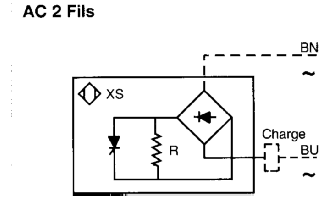 AC 2 Fils
BN
~
XS
Charge
R
BU
~